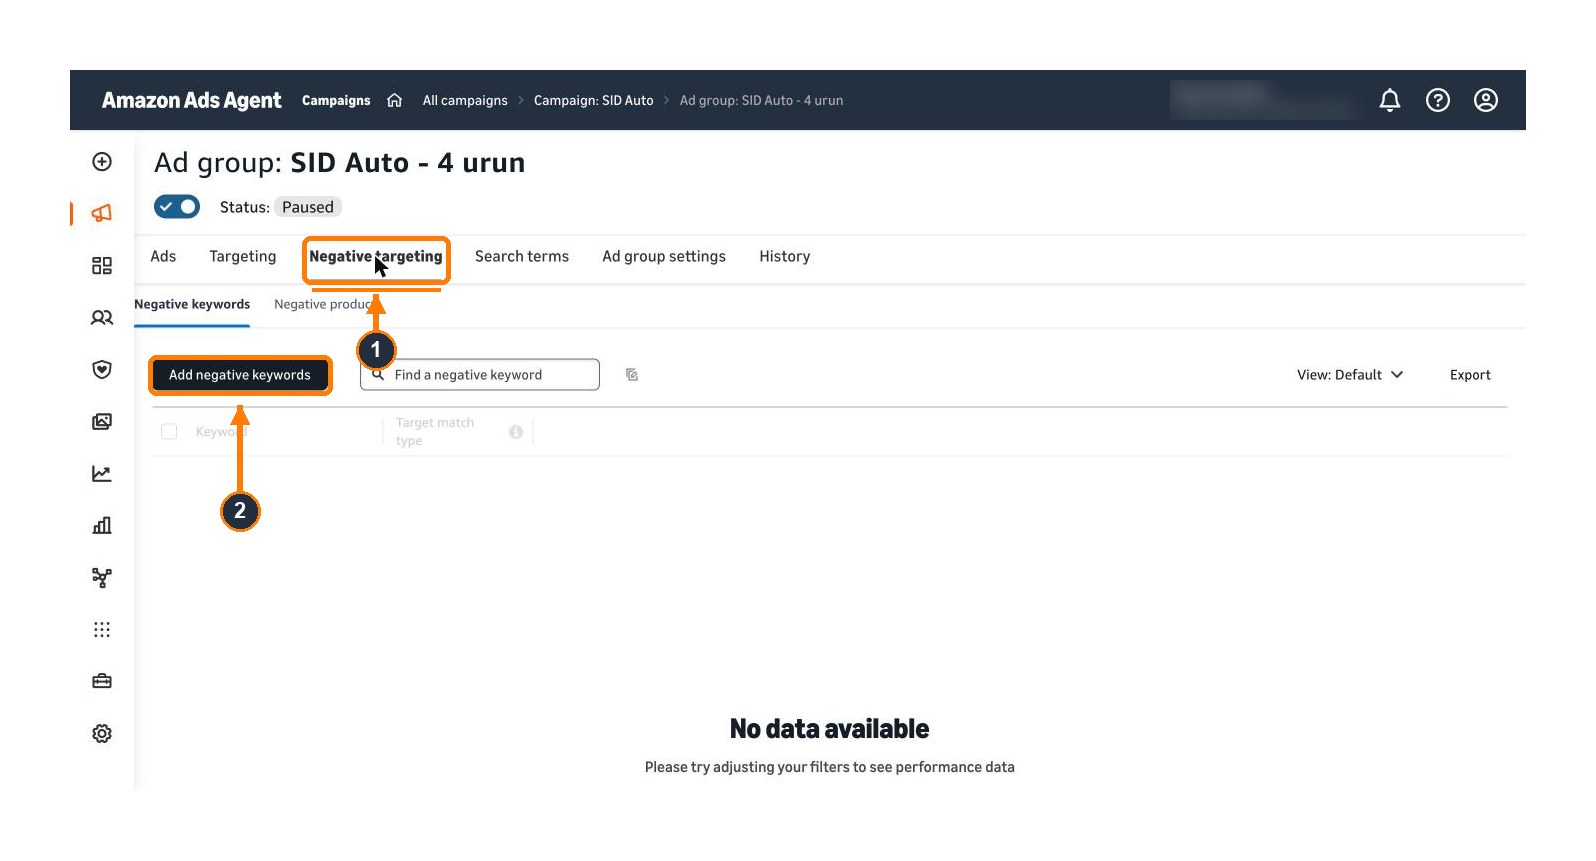 Amazon Ads Agent Campaigns All campaigns > Campaign: SID Auto > Ad group: SID Auto - 4 urun
Ad group: SID Auto - 4 urun
Status: Paused
Ads Targeting Negative targeting Search terms Ad group settings History
Negative keywords Negative produc
1
Add negative keywords Find a negative keyword View: Default Export
Keyword Target match
type
2
No data available
Please try adjusting your filters to see performance data